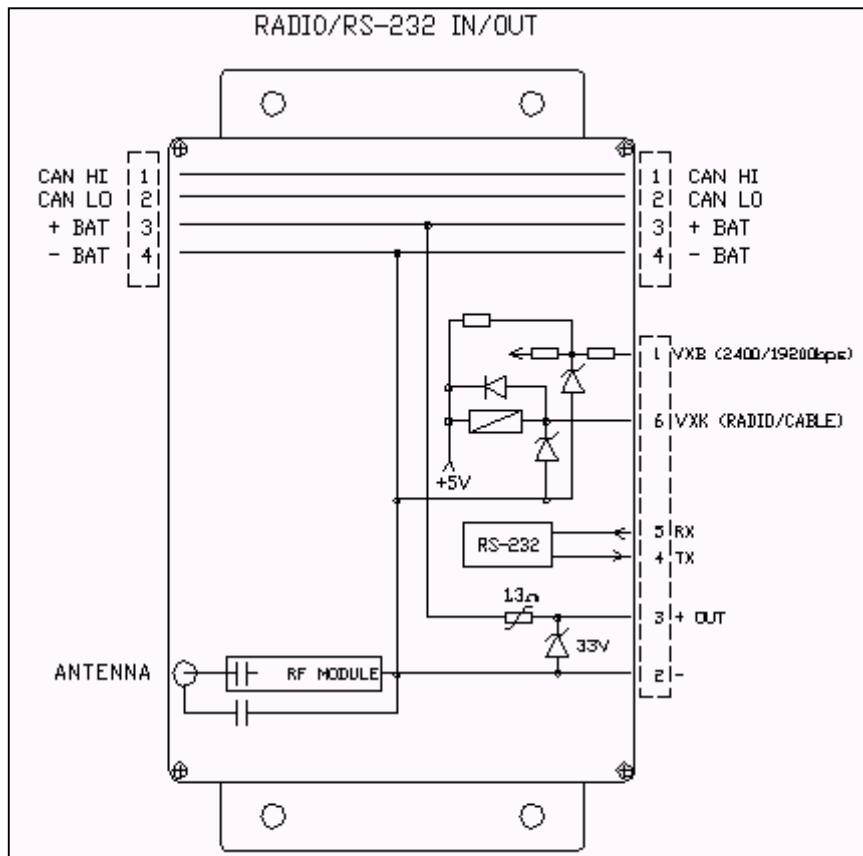 RADIO/RS-232 IN/OUT
CAN HI 1
CAN LO 2
+ BAT 3
- BAT 4
1 CAN HI
2 CAN LO
3 + BAT
4 - BAT
1 VXB (2400/19200bps)
6 VXK (RADIO/CABLE)
+5V
RS-232
5 RX
4 TX
13Ω
3 + OUT
33V
ANTENNA
RF MODULE
2 -